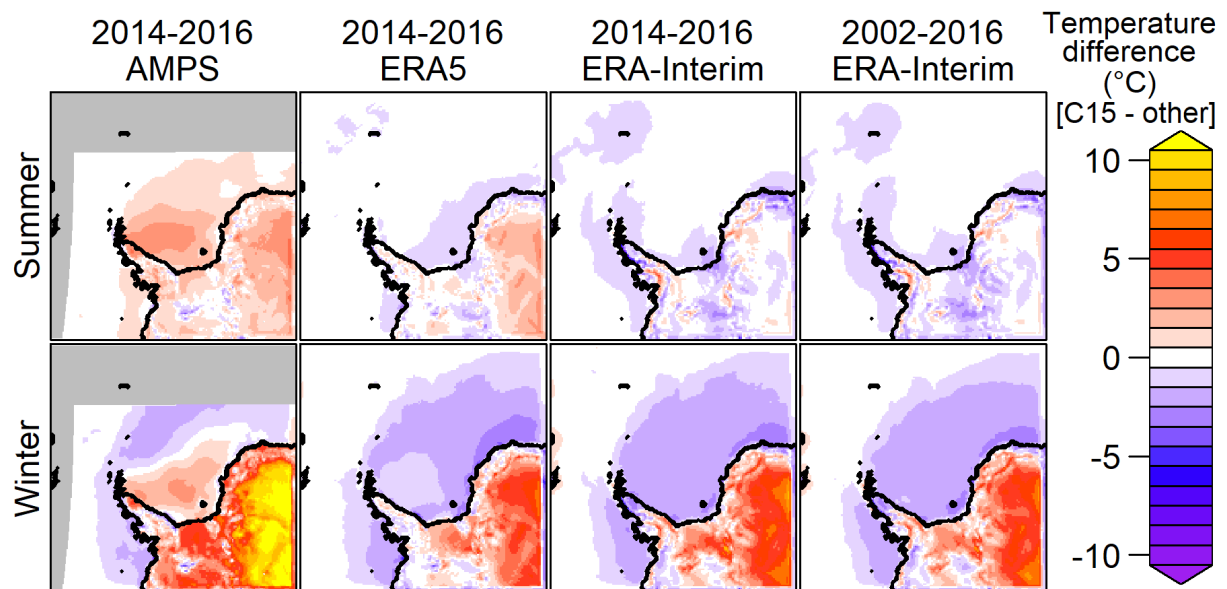 2014-2016
AMPS
2014-2016
ERA5
2014-2016
ERA-Interim
2002-2016
ERA-Interim
Temperature
difference
(°C)
[C15 - other]
Summer
Winter
10
5
0
-5
-10